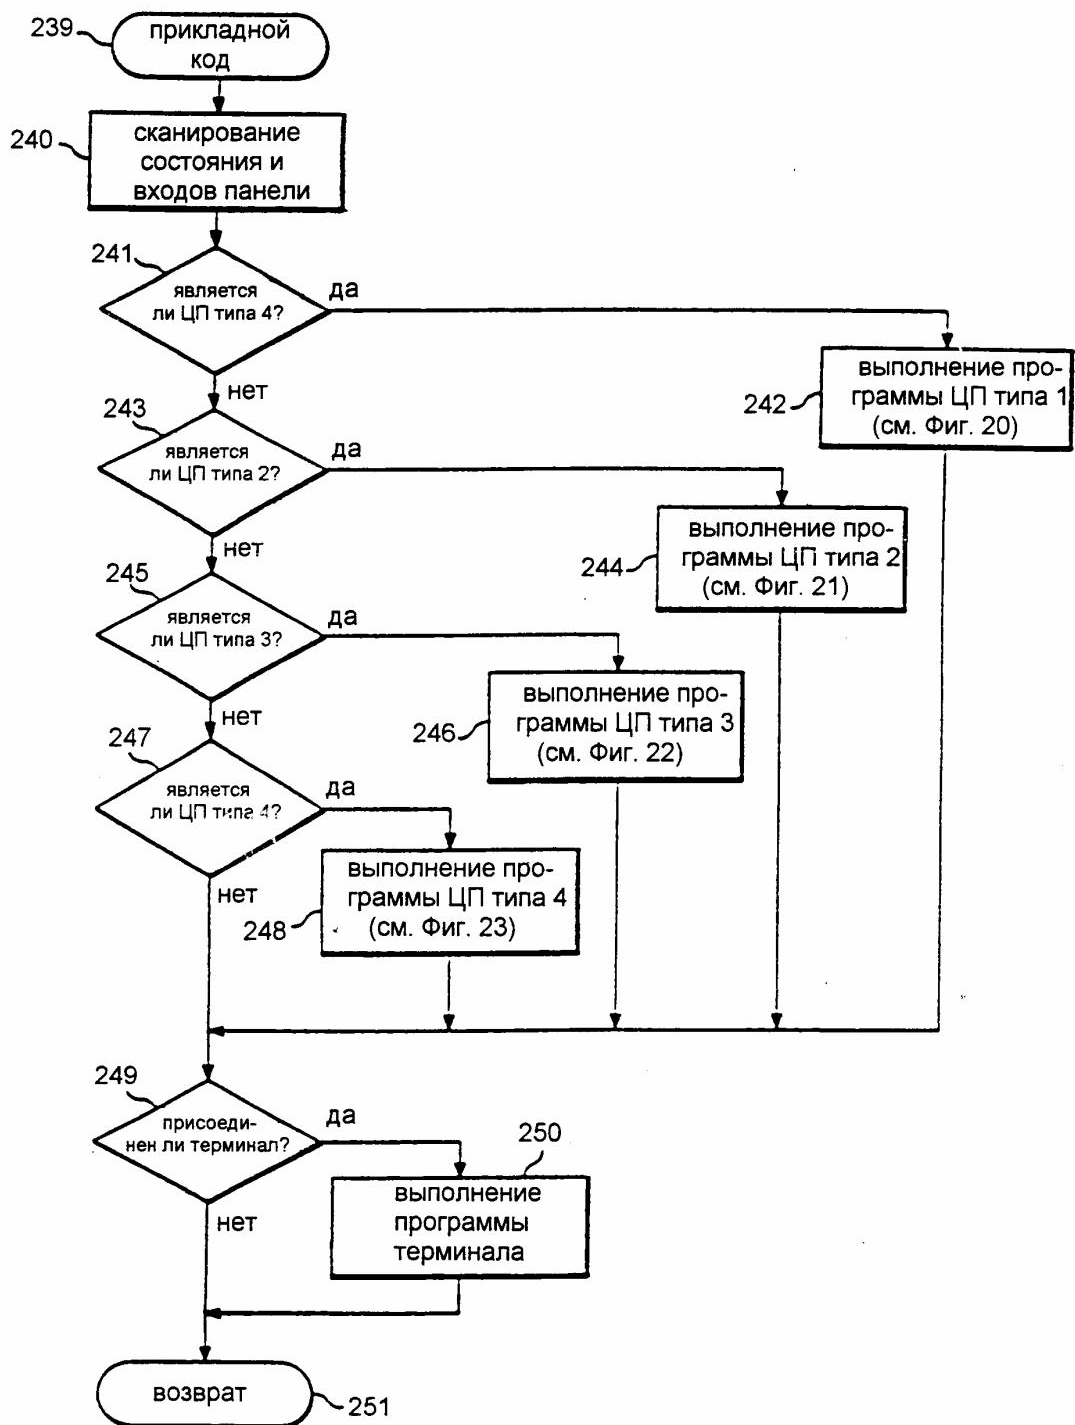 239
прикладной
код
240
сканирование
состояния и
входов панели
241
является
ли ЦП типа 4?
да
нет
242
выполнение про-
граммы ЦП типа 1
(см. Фиг. 20)
243
является
ли ЦП типа 2?
да
нет
244
выполнение про-
граммы ЦП типа 2
(см. Фиг. 21)
245
является
ли ЦП типа 3?
да
нет
246
выполнение про-
граммы ЦП типа 3
(см. Фиг. 22)
247
является
ли ЦП типа 4?
да
нет
248
выполнение про-
граммы ЦП типа 4
(см. Фиг. 23)
249
присоеди-
нен ли терминал?
да
нет
250
выполнение
программы
терминала
возврат
251